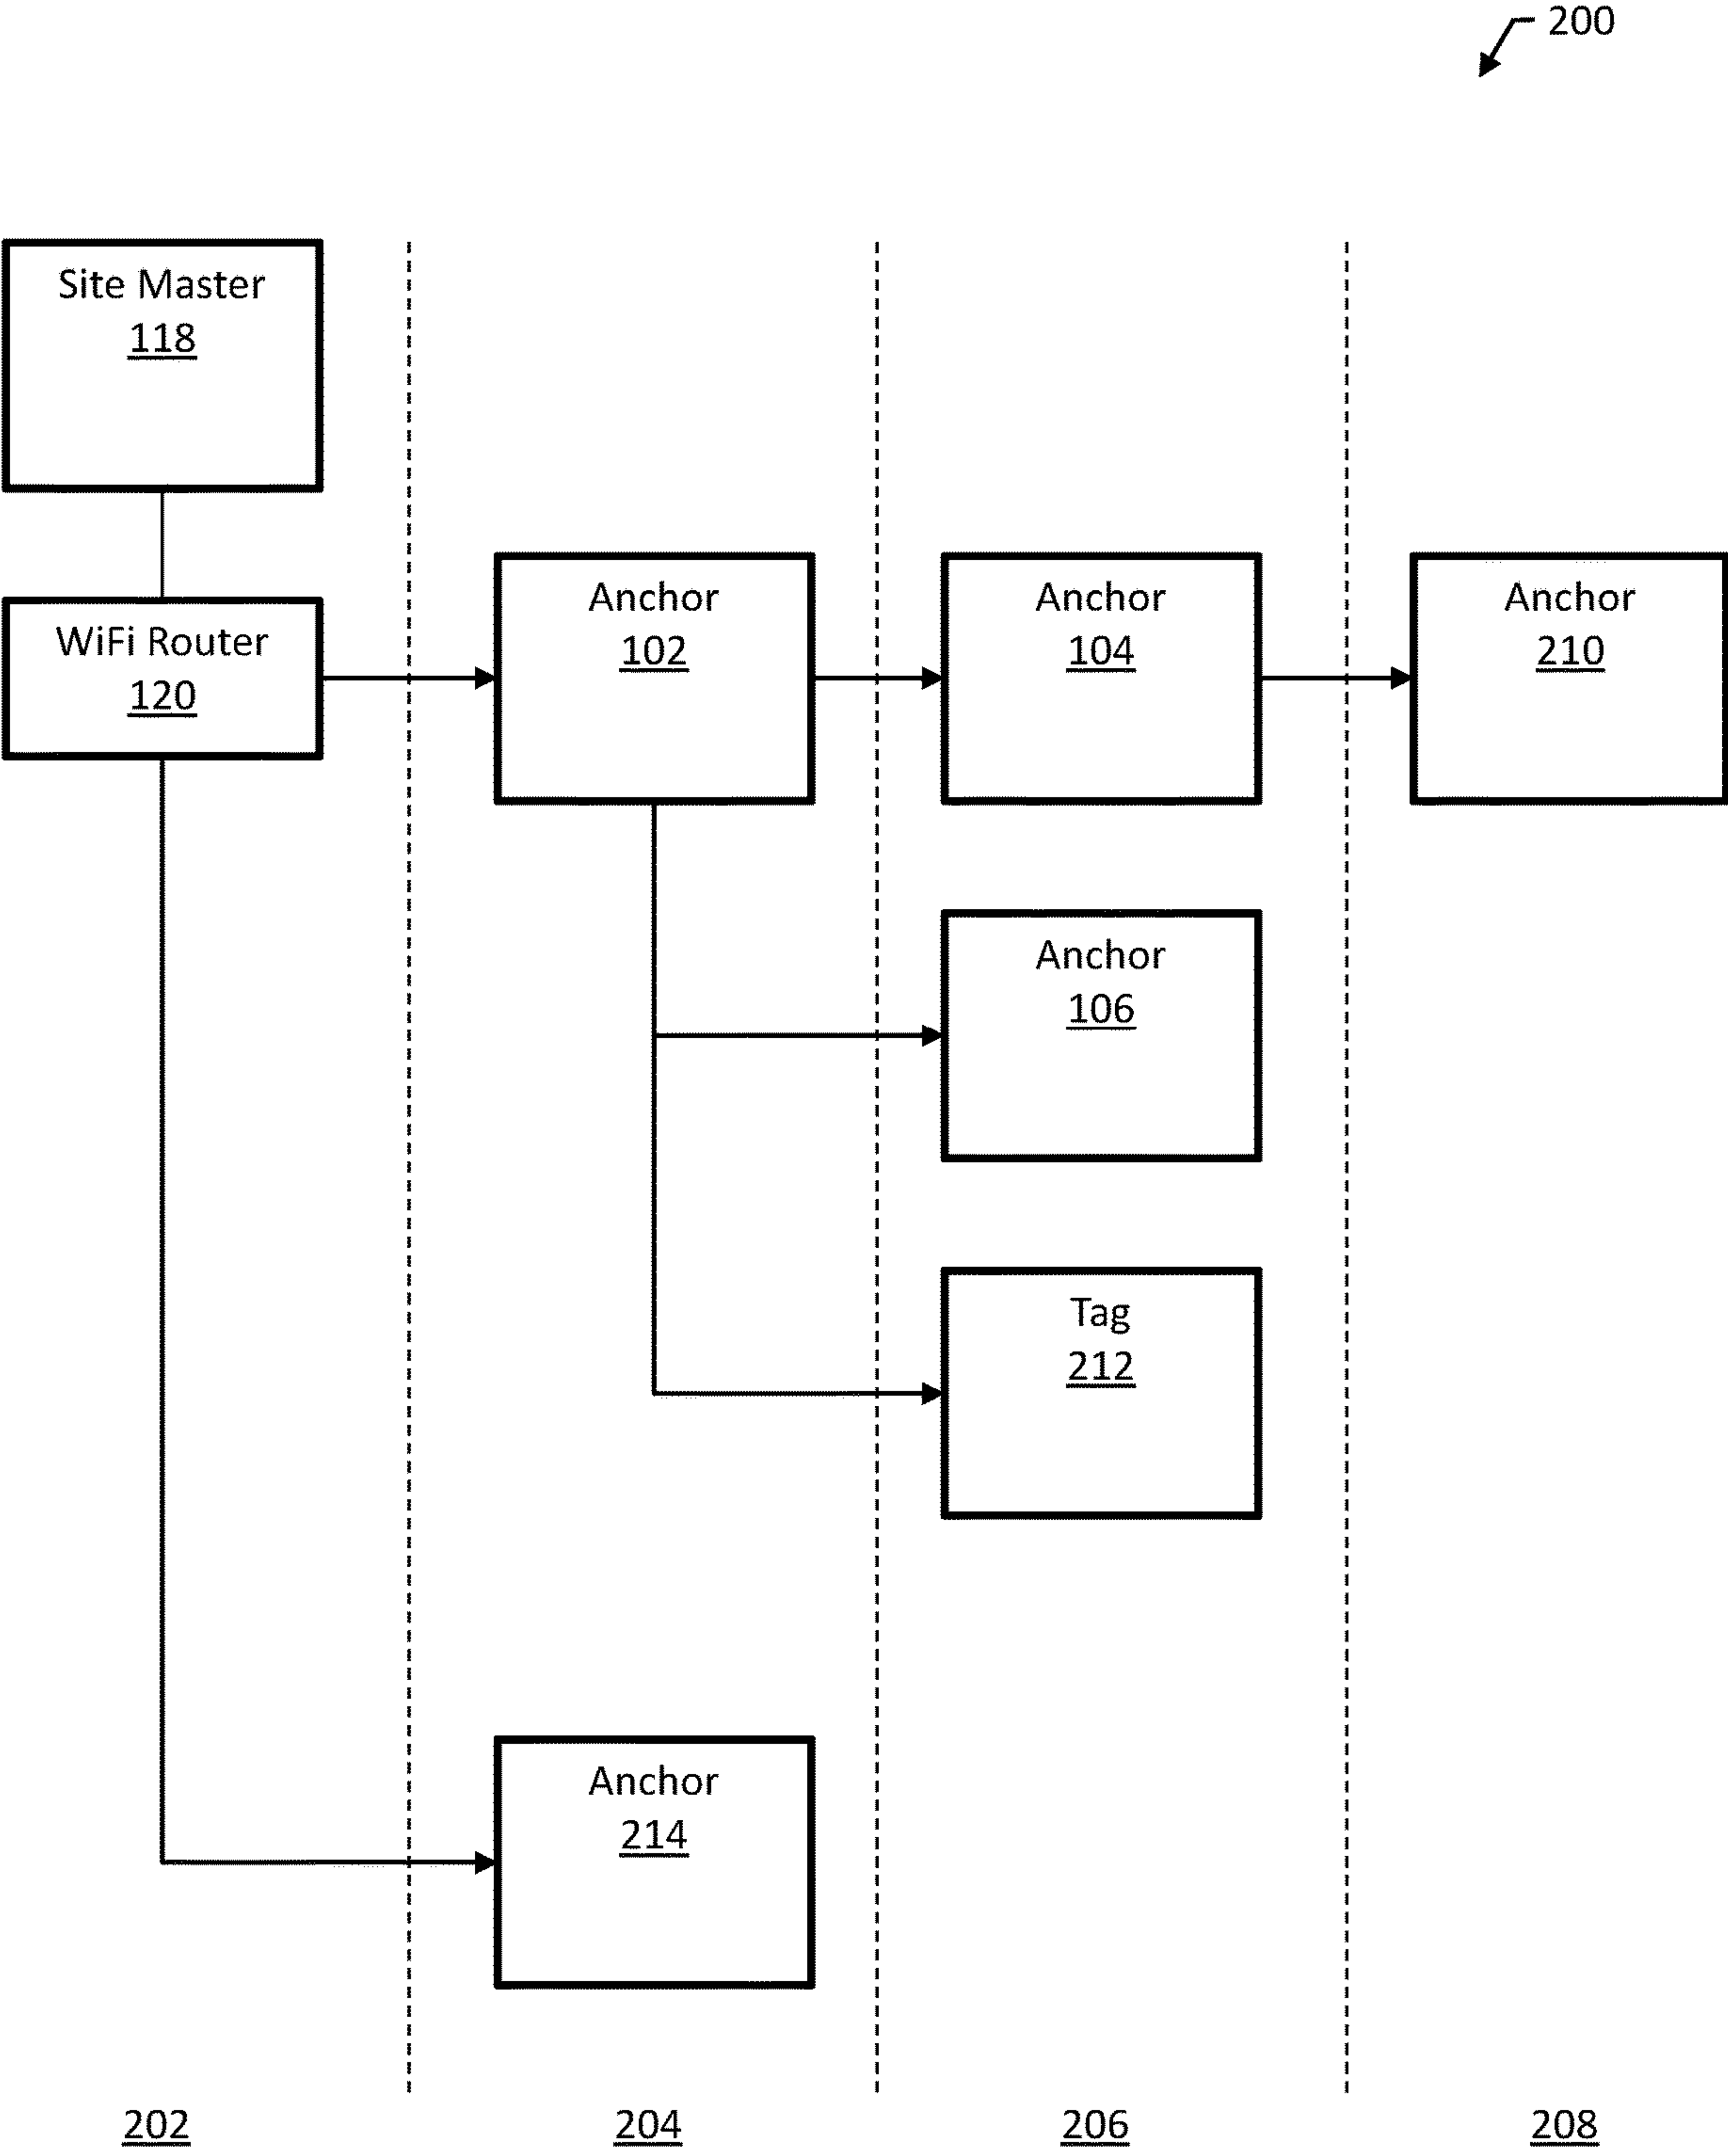 200
Site Master
118
WiFi Router
120
Anchor
102
Anchor
104
Anchor
210
Anchor
106
Tag
212
Anchor
214
202
204
206
208